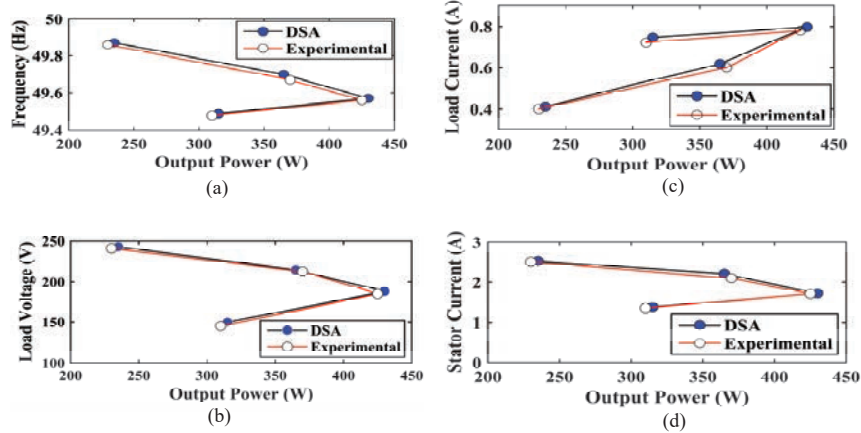 Frequency (Hz)
50
49.8
49.6
49.4
200 250 300 350 400 450
Output Power (W)
DSA
Experimental
(a)
Load Current (A)
0.8
0.6
0.4
200 250 300 350 400 450
Output Power (W)
DSA
Experimental
(c)
Load Voltage (V)
250
200
150
100
200 250 300 350 400 450
Output Power (W)
DSA
Experimental
(b)
Stator Current (A)
3
2
1
0
200 250 300 350 400 450
Output Power (W)
DSA
Experimental
(d)